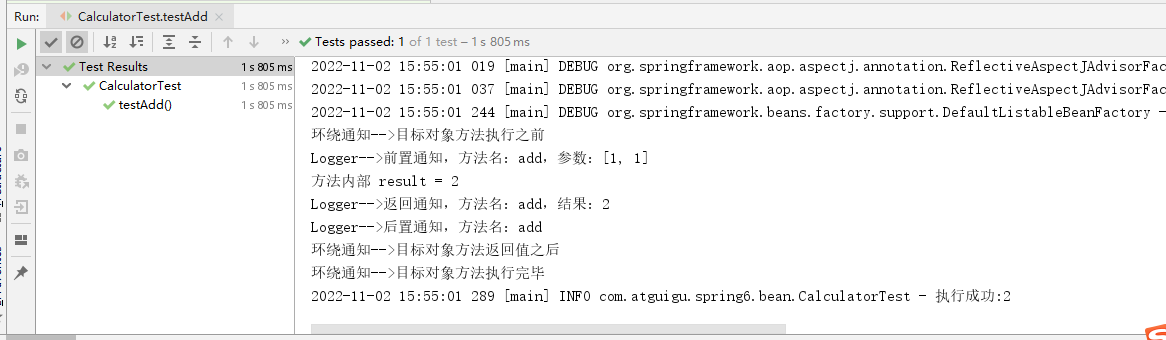 Run: CalculatorTest.testAdd ×
Tests passed: 1 of 1 test – 1 s 805 ms
Test Results 1 s 805 ms
CalculatorTest 1 s 805 ms
testAdd() 1 s 805 ms
2022-11-02 15:55:01 019 [main] DEBUG org.springframework.aop.aspectj.annotation.ReflectiveAspectJAdvisorFac
2022-11-02 15:55:01 037 [main] DEBUG org.springframework.aop.aspectj.annotation.ReflectiveAspectJAdvisorFac
2022-11-02 15:55:01 244 [main] DEBUG org.springframework.beans.factory.support.DefaultListableBeanFactory –
环绕通知-->目标对象方法执行之前
Logger-->前置通知，方法名：add，参数：[1, 1]
方法内部 result = 2
Logger-->返回通知，方法名：add，结果：2
Logger-->后置通知，方法名：add
环绕通知-->目标对象方法返回值之后
环绕通知-->目标对象方法执行完毕
2022-11-02 15:55:01 289 [main] INFO com.atguigu.spring6.bean.CalculatorTest - 执行成功:2